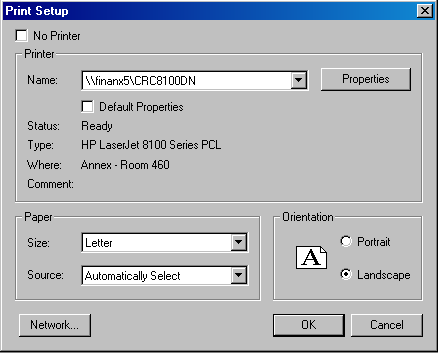 Print Setup
No Printer
Printer
Name: \\finanx5\CRC8100DN Properties
Default Properties
Status: Ready
Type: HP LaserJet 8100 Series PCL
Where: Annex - Room 460
Comment:
Paper
Size: Letter
Source: Automatically Select
Orientation
A
Portrait
Landscape
Network... OK Cancel